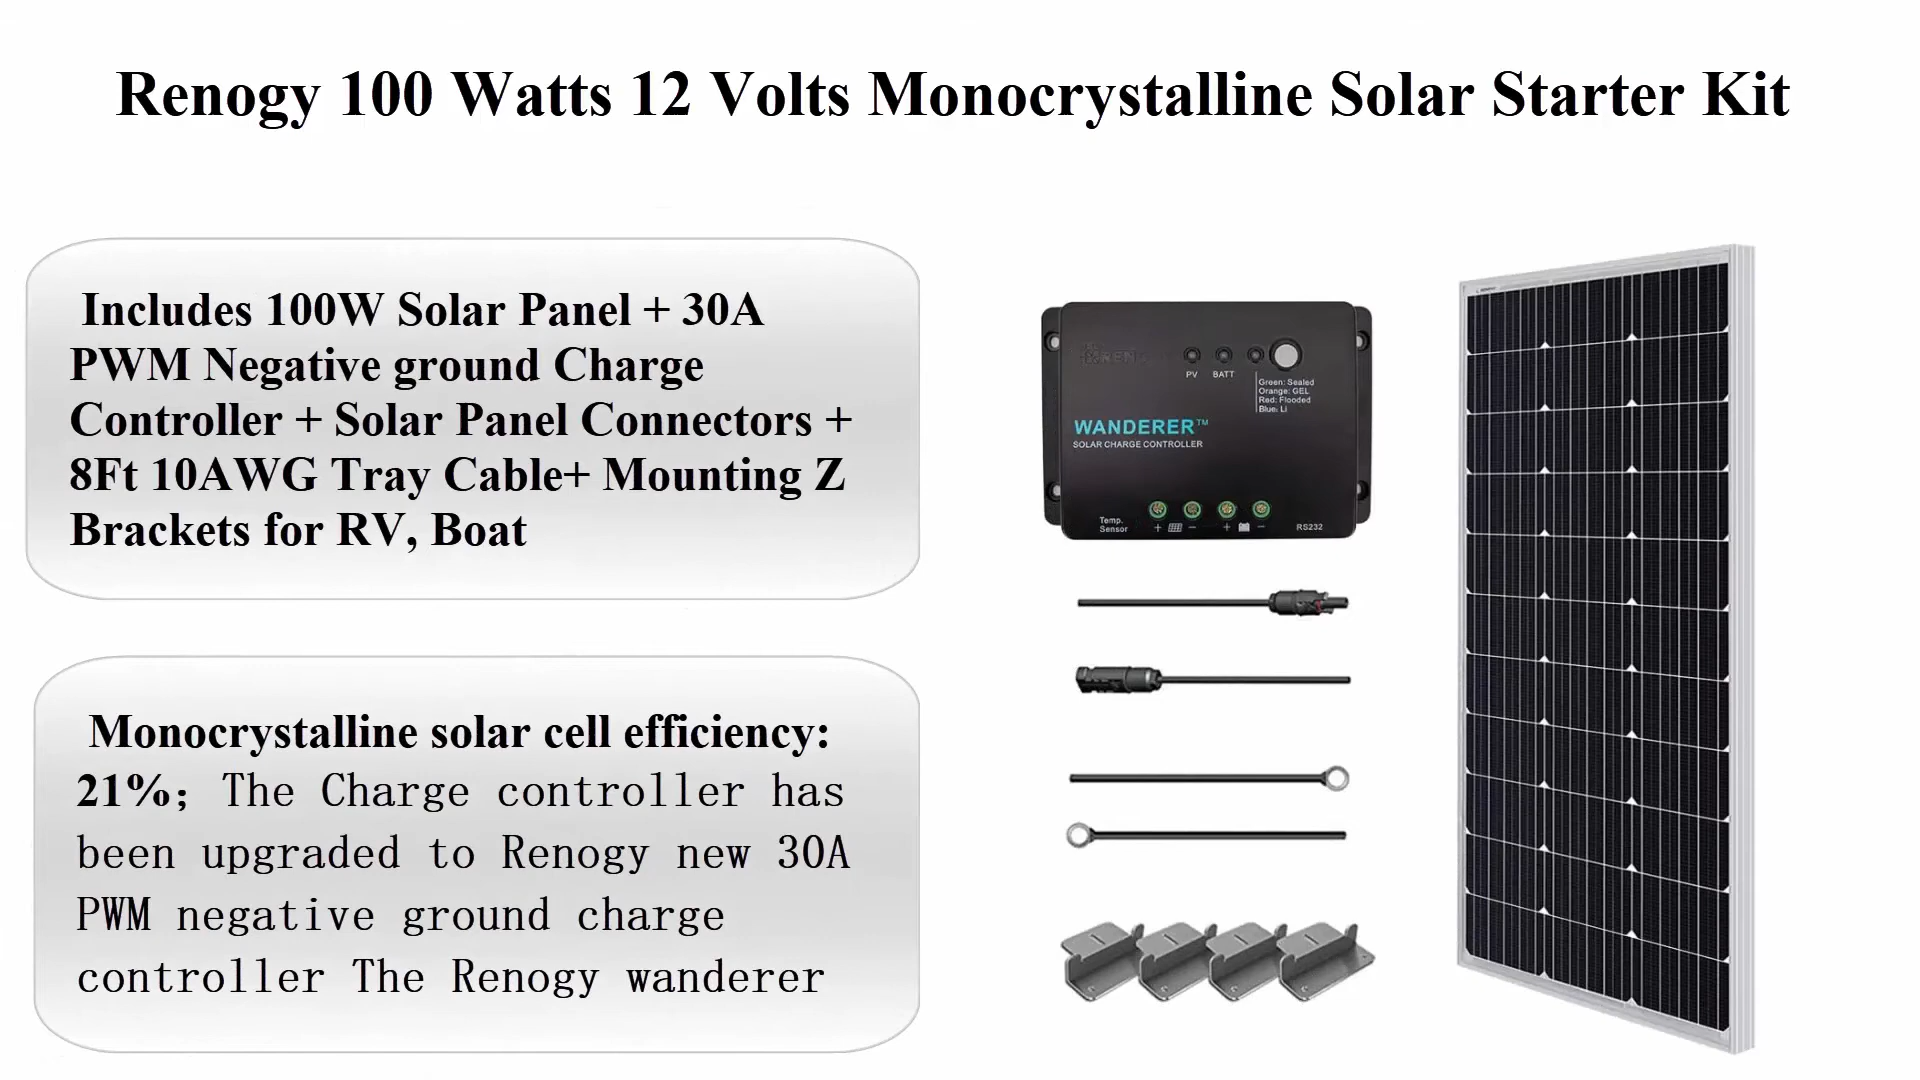 Renogy 100 Watts 12 Volts Monocrystalline Solar Starter Kit
Includes 100W Solar Panel + 30A
PWM Negative ground Charge
Controller + Solar Panel Connectors +
8Ft 10AWG Tray Cable+ Mounting Z
Brackets for RV, Boat
Monocrystalline solar cell efficiency:
21%；The Charge controller has
been upgraded to Renogy new 30A
PWM negative ground charge
controller The Renogy wanderer
PV BATT
Green: Sealed
Orange: GEL
Red: Flooded
Blue: Li
WANDERER™
SOLAR CHARGE CONTROLLER
Temp.
Sensor
+ − + −
RS232